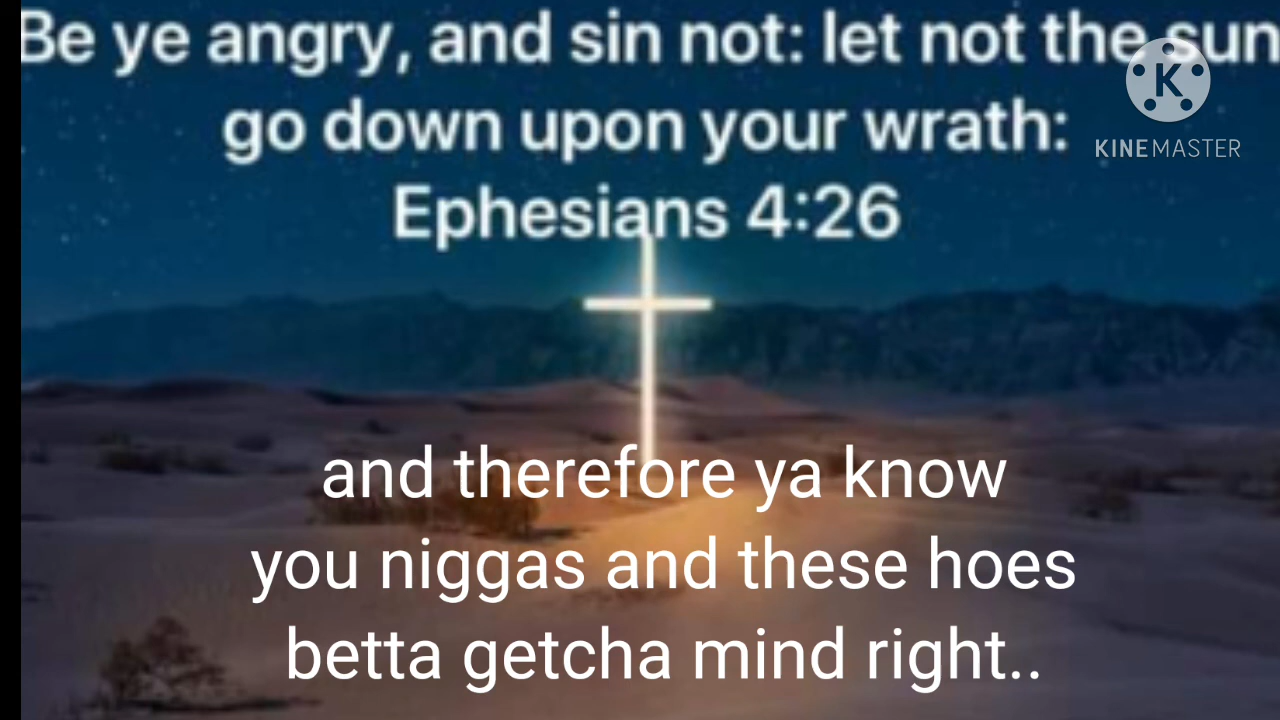 Be ye angry, and sin not: let not the sun
go down upon your wrath:
Ephesians 4:26
K
KINEMASTER
and therefore ya know
you niggas and these hoes
betta getcha mind right..